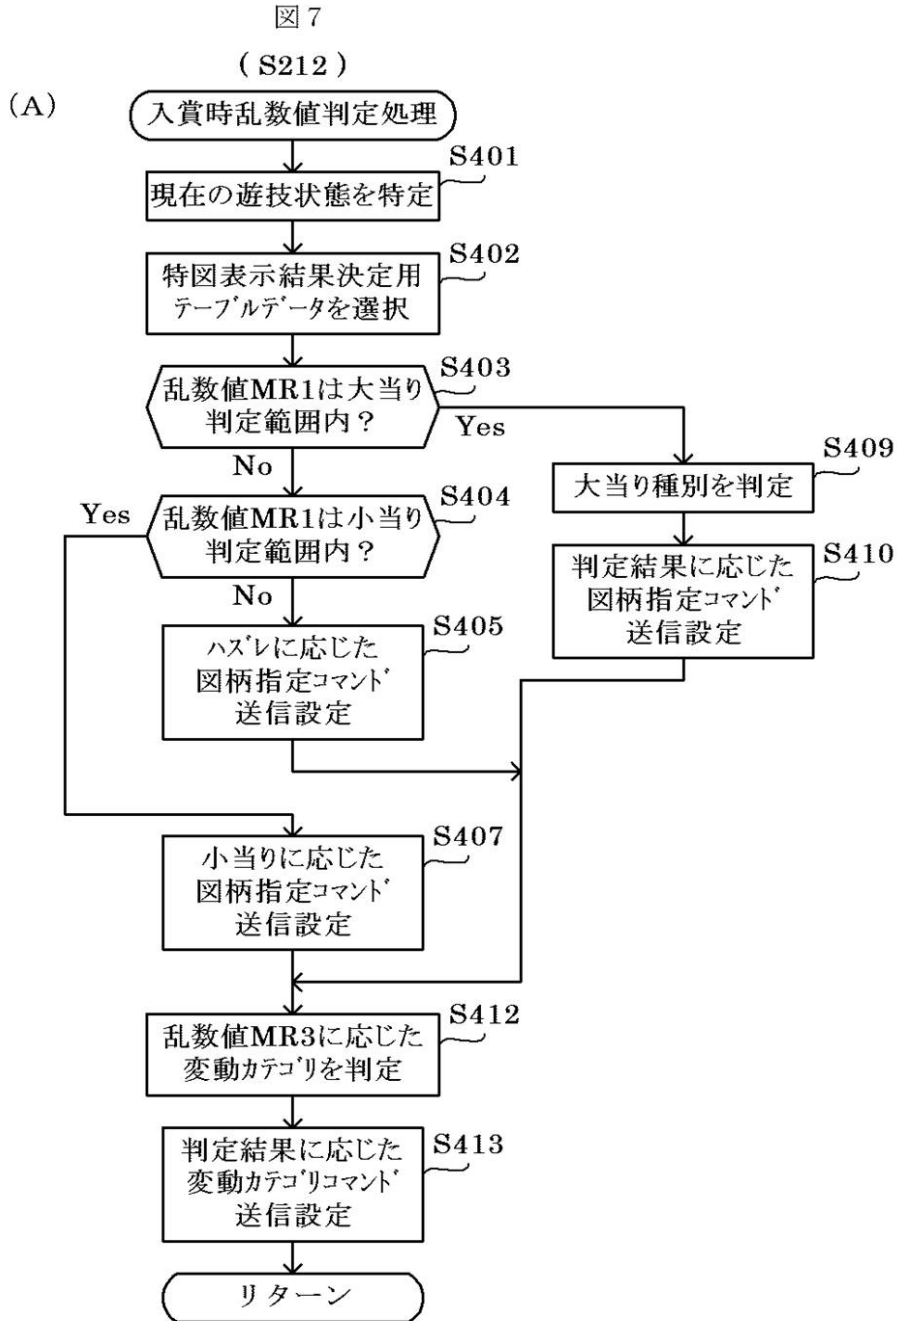 図7
(S212)
(A)
入賞時乱数値判定処理
S401
現在の遊技状態を特定
S402
特図表示結果決定用
ﾃｰﾌﾞﾙﾃﾞｰﾀを選択
S403
乱数値MR1は大当り
判定範囲内?
Yes
No
S409
大当り種別を判定
S404
乱数値MR1は小当り
判定範囲内?
Yes
No
S410
判定結果に応じた
図柄指定ｺﾏﾝﾄﾞ
送信設定
S405
ﾊｽﾞﾚに応じた
図柄指定ｺﾏﾝﾄﾞ
送信設定
S407
小当りに応じた
図柄指定ｺﾏﾝﾄﾞ
送信設定
S412
乱数値MR3に応じた
変動ｶﾃｺﾞﾘを判定
S413
判定結果に応じた
変動ｶﾃｺﾞﾘｺﾏﾝﾄﾞ
送信設定
リターン